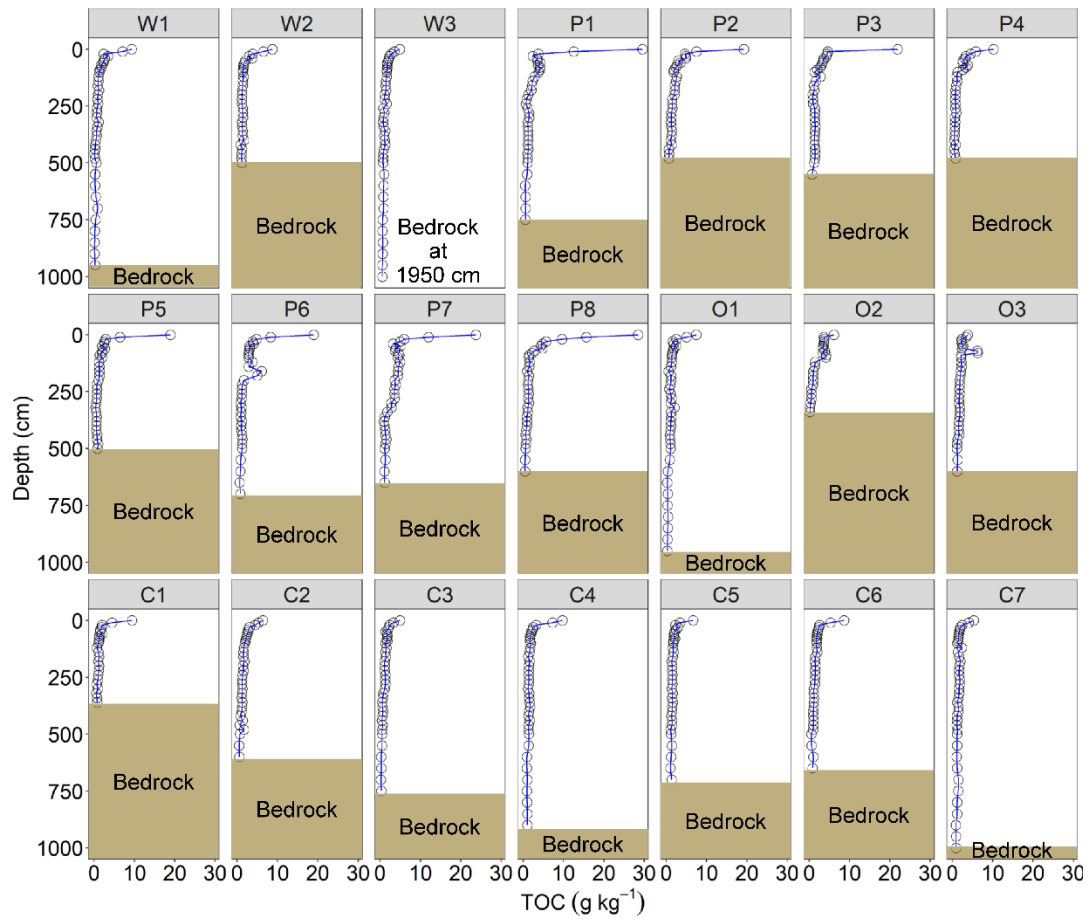 W1 W2 W3 P1 P2 P3 P4
0
250
500
750
1000
Bedrock
Bedrock
Bedrock
at
1950 cm
Bedrock
Bedrock
Bedrock
Bedrock
P5 P6 P7 P8 O1 O2 O3
Depth (cm)
0
250
500
750
1000
Bedrock
Bedrock
Bedrock
Bedrock
Bedrock
Bedrock
Bedrock
C1 C2 C3 C4 C5 C6 C7
0
250
500
750
1000
Bedrock
Bedrock
Bedrock
Bedrock
Bedrock
Bedrock
Bedrock
0 10 20 30 0 10 20 30 0 10 20 30 0 10 20 30 0 10 20 30 0 10 20 30 0 10 20 30
TOC (g kg⁻¹)